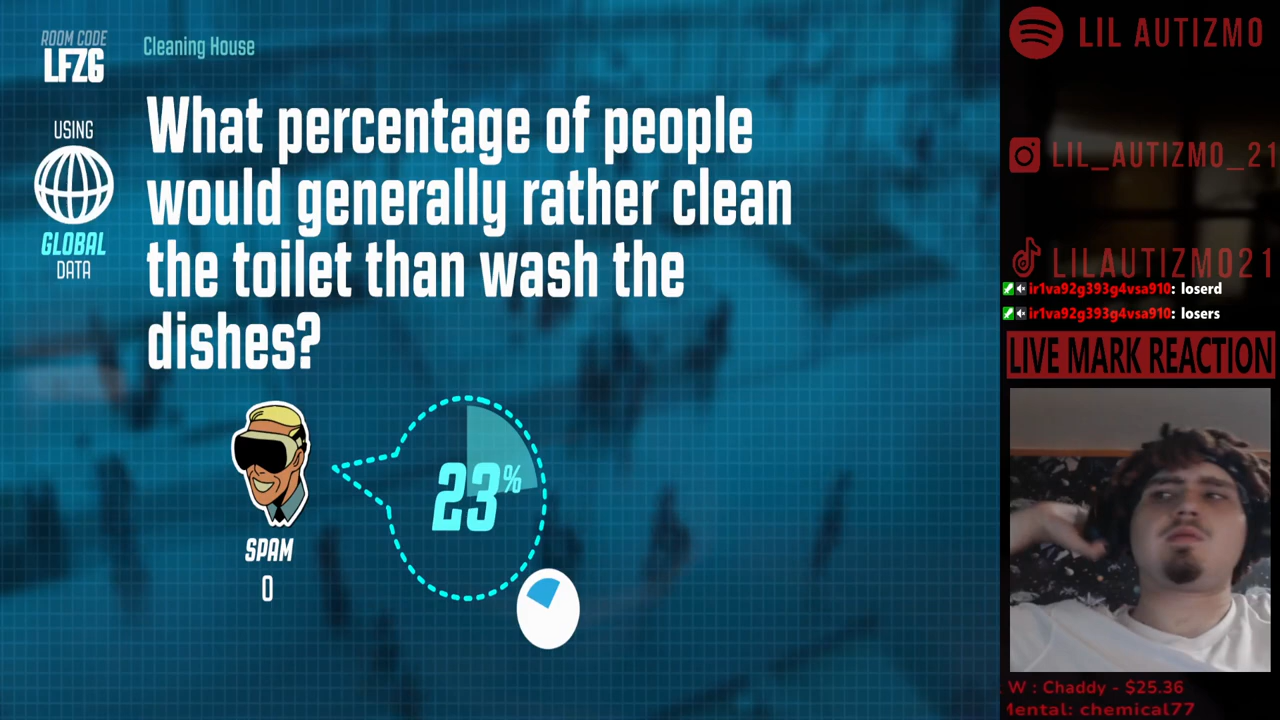 ROOM CODE
LFZG
Cleaning House
USING
GLOBAL
DATA
What percentage of people
would generally rather clean
the toilet than wash the
dishes?
23%
SPAM
0
LIL AUTIZMO
LIL_AUTIZMO_21
LILAUTIZMO21
ir1va92g393g4vsa910: loserd
ir1va92g393g4vsa910: losers
LIVE MARK REACTION
W : Chaddy - $25.36
Mental: chemical77